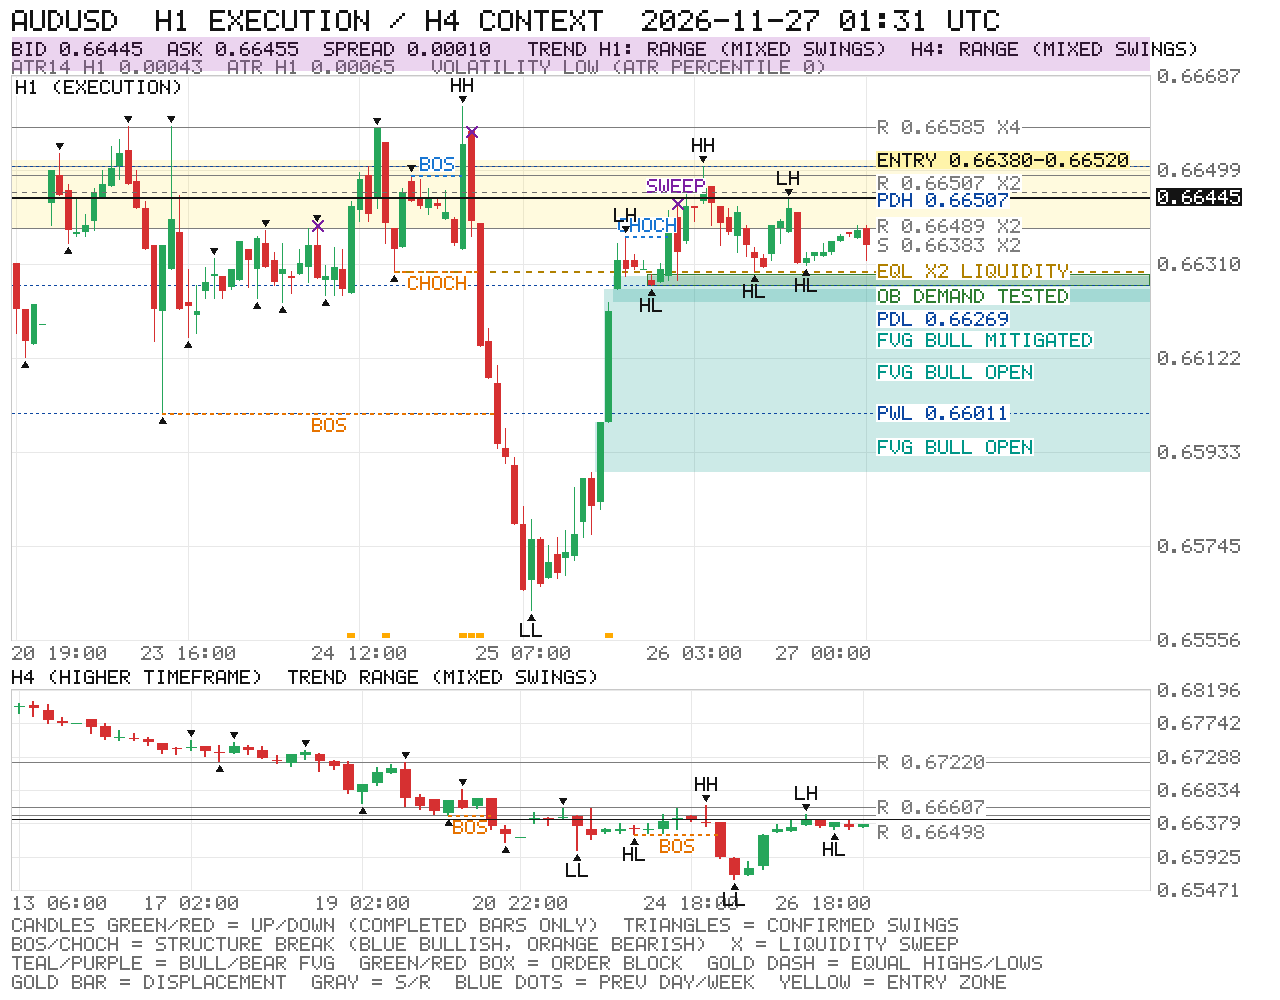 AUDUSD  H1 EXECUTION / H4 CONTEXT  2026-11-27 01:31 UTC
BID 0.66445  ASK 0.66455  SPREAD 0.00010   TREND H1: RANGE (MIXED SWINGS)  H4: RANGE (MIXED SWINGS)
ATR14 H1 0.00043  ATR H1 0.00065   VOLATILITY LOW (ATR PERCENTILE 0)
0.66687
H1 (EXECUTION)
HH
R 0.66585 X4
HH
BOS
ENTRY 0.66380-0.66520
0.66499
LH
SWEEP
R 0.66507 X2
PDH 0.66507
0.66445
LH
CHOCH
R 0.66489 X2
S 0.66383 X2
0.66310
EQL X2 LIQUIDITY
CHOCH
HL
HL
HL
OB DEMAND TESTED
PDL 0.66269
FVG BULL MITIGATED
0.66122
FVG BULL OPEN
PWL 0.66011
BOS
FVG BULL OPEN
0.65933
0.65745
LL
0.65556
20 19:00  23 16:00  24 12:00  25 07:00  26 03:00  27 00:00
H4 (HIGHER TIMEFRAME)  TREND RANGE (MIXED SWINGS)
0.68196
0.67742
R 0.67220
0.67288
HH
LH
0.66834
R 0.66607
BOS
0.66379
R 0.66498
HL
BOS
HL
0.65925
LL
LL
0.65471
13 06:00  17 02:00  19 02:00  20 22:00  24 18:00  26 18:00
CANDLES GREEN/RED = UP/DOWN (COMPLETED BARS ONLY)  TRIANGLES = CONFIRMED SWINGS
BOS/CHOCH = STRUCTURE BREAK (BLUE BULLISH, ORANGE BEARISH)  X = LIQUIDITY SWEEP
TEAL/PURPLE = BULL/BEAR FVG  GREEN/RED BOX = ORDER BLOCK  GOLD DASH = EQUAL HIGHS/LOWS
GOLD BAR = DISPLACEMENT  GRAY = S/R  BLUE DOTS = PREV DAY/WEEK  YELLOW = ENTRY ZONE